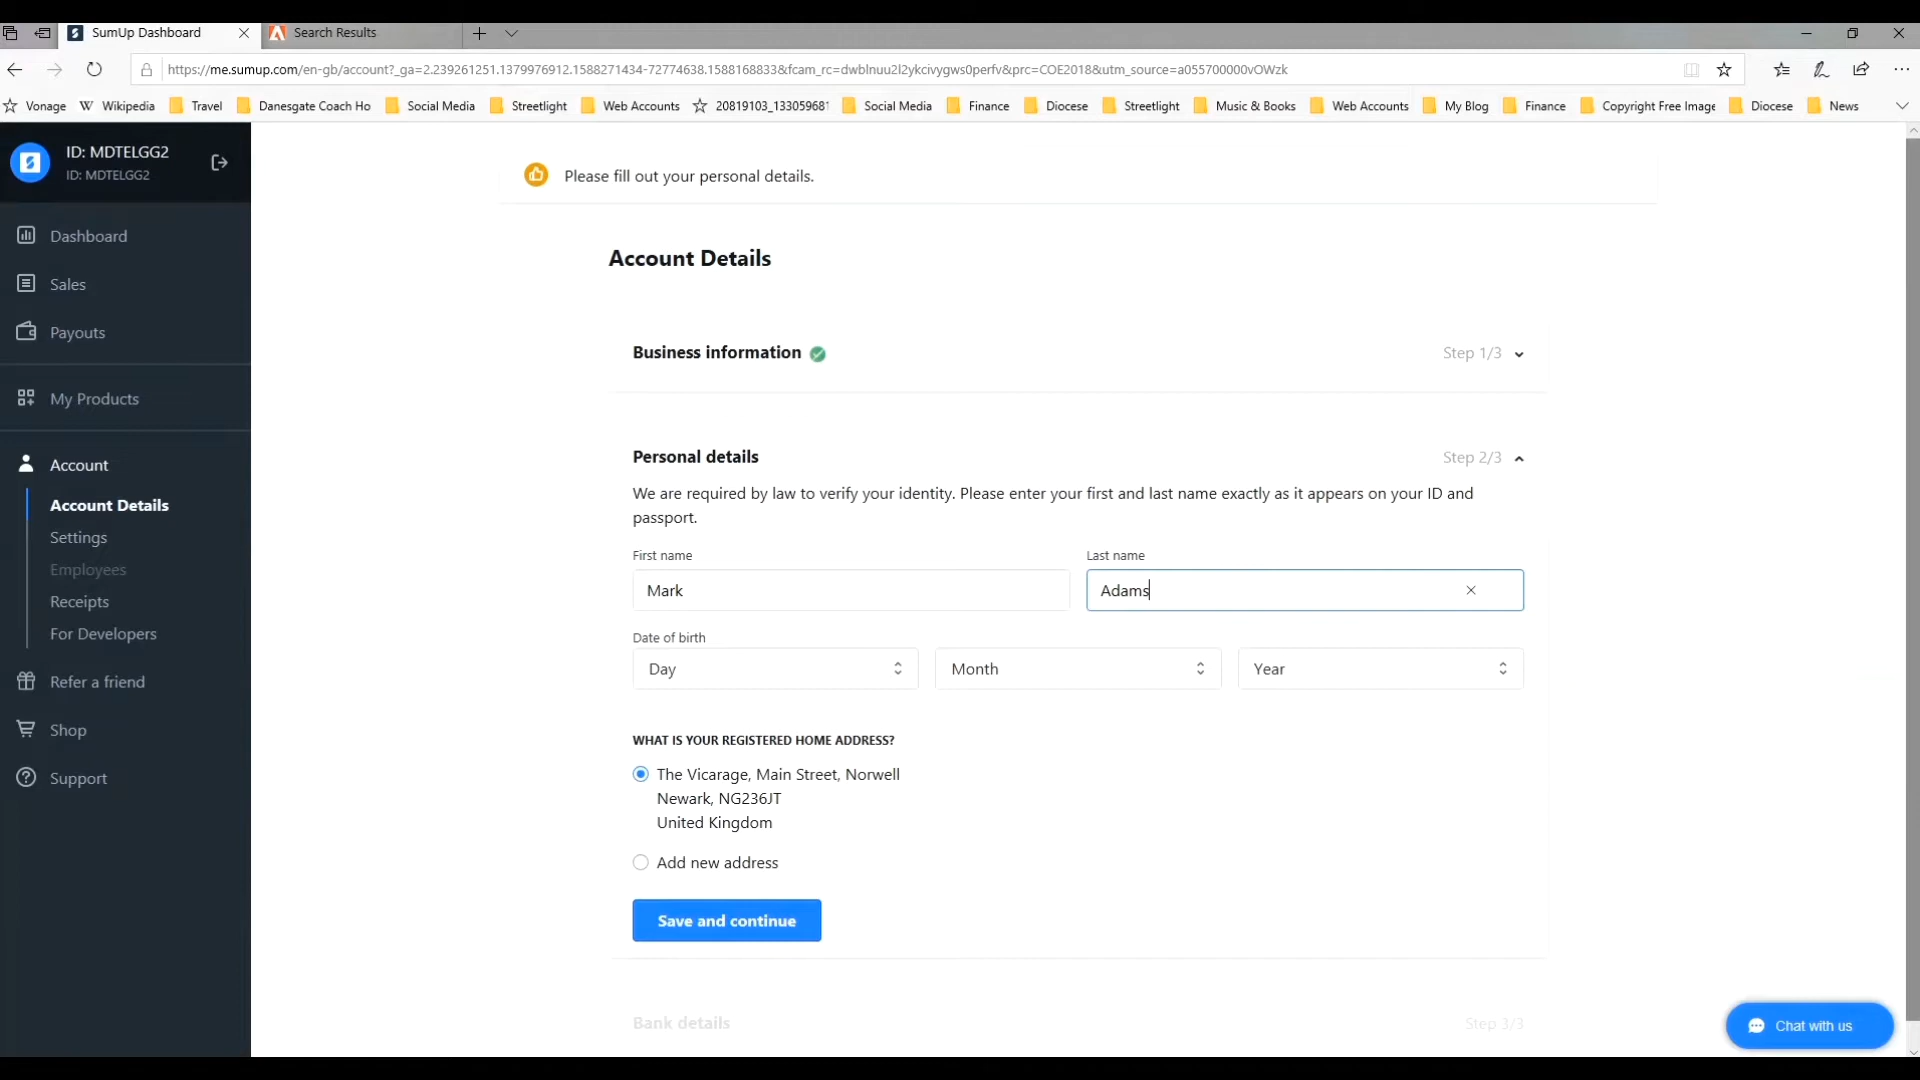 SumUp Dashboard
Search Results
https://me.sumup.com/en-gb/account?_ga=2.239261251.1379976912.1588271434-72774638.1588168833&fcam_rc=dwblnuu2l2ykcivygws0perfv&prc=COE2018&utm_source=a055700000vOWzk
Vonage Wikipedia Travel Danesgate Coach Ho Social Media Streetlight Web Accounts 20819103_133059681 Social Media Finance Diocese Streetlight Music & Books Web Accounts My Blog Finance Copyright Free Image Diocese News
ID: MDTELGG2
ID: MDTELGG2
Dashboard
Sales
Payouts
My Products
Account
Account Details
Settings
Employees
Receipts
For Developers
Refer a friend
Shop
Support
Please fill out your personal details.
Account Details
Business information Step 1/3
Personal details Step 2/3
We are required by law to verify your identity. Please enter your first and last name exactly as it appears on your ID and
passport.
First name Last name
Mark Adams
Date of birth
Day Month Year
WHAT IS YOUR REGISTERED HOME ADDRESS?
The Vicarage, Main Street, Norwell
Newark, NG236JT
United Kingdom
Add new address
Save and continue
Bank details Step 3/3
Chat with us